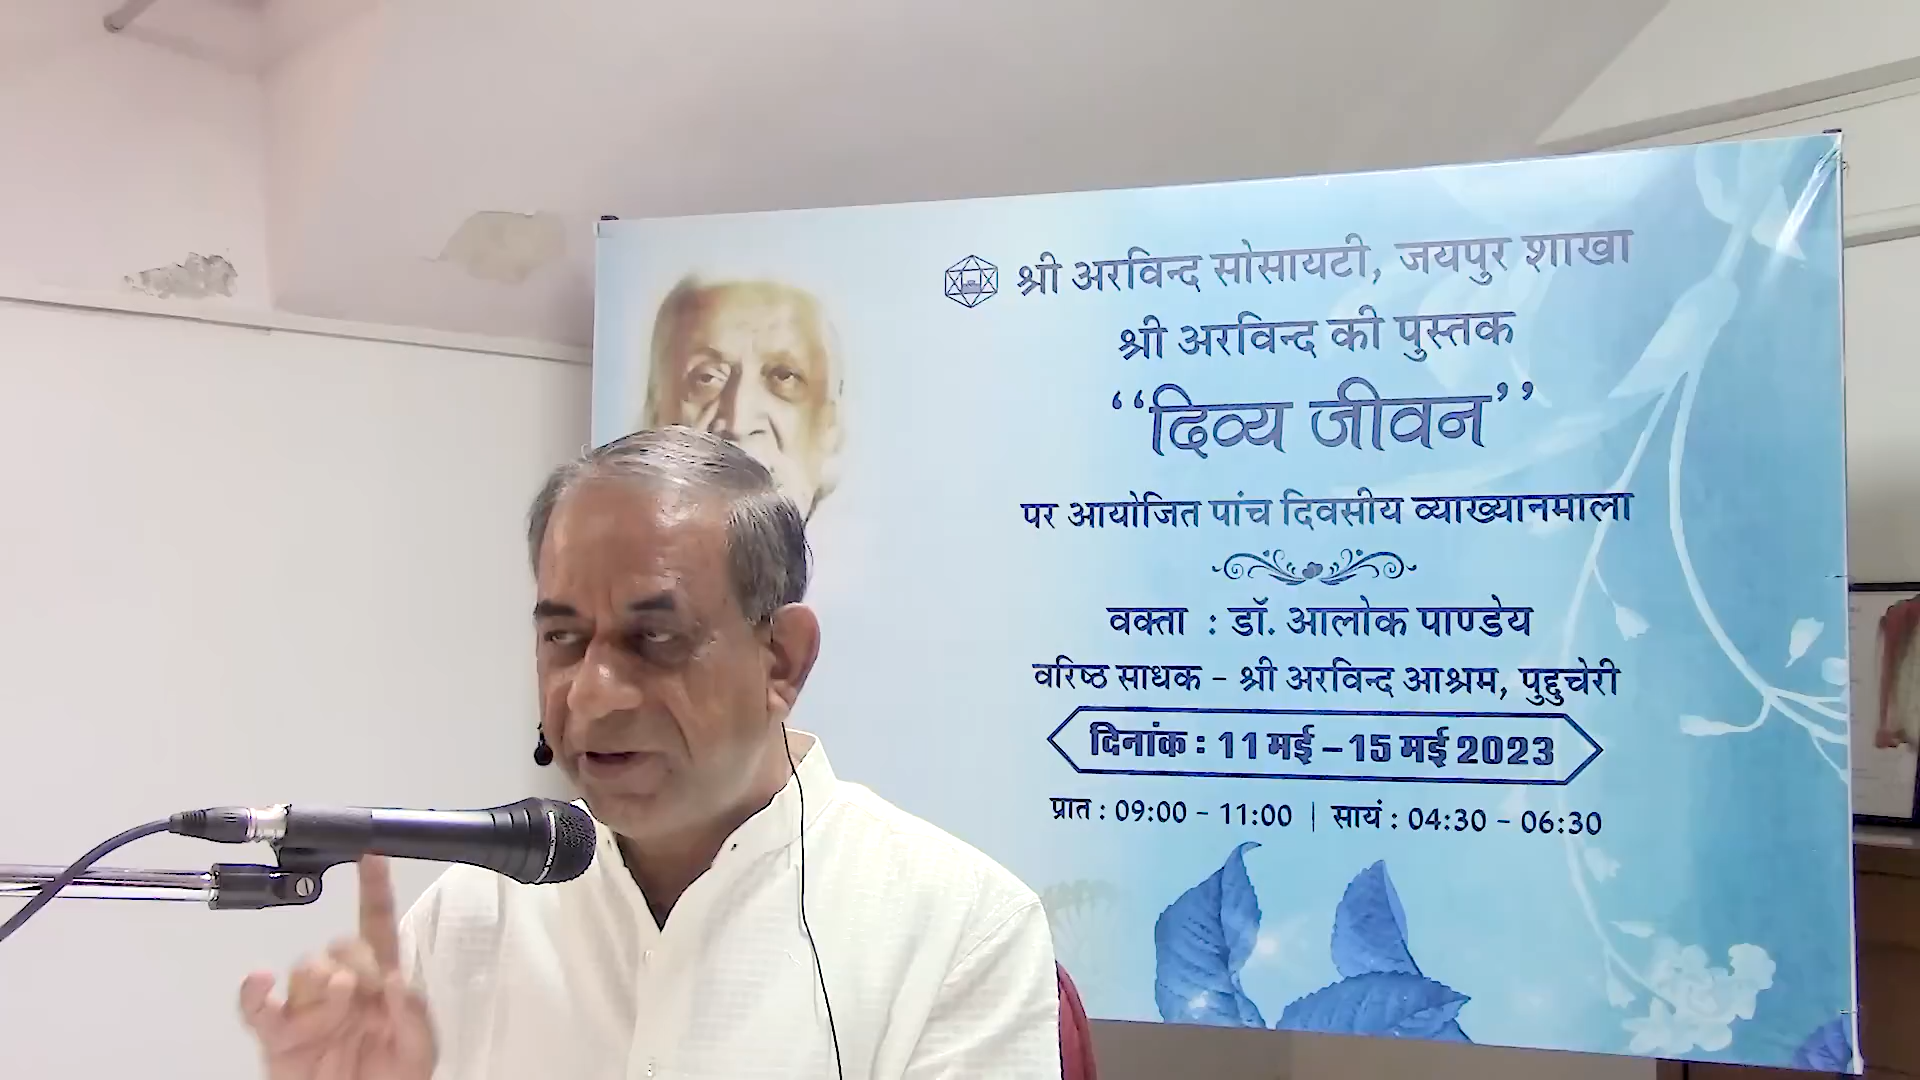 श्री अरविन्द सोसायटी, जयपुर शाखा
श्री अरविन्द की पुस्तक
‘‘दिव्य जीवन’’
पर आयोजित पांच दिवसीय व्याख्यानमाला
वक्ता : डॉ. आलोक पाण्डेय
वरिष्ठ साधक - श्री अरविन्द आश्रम, पुद्दुचेरी
दिनांक : 11 मई – 15 मई 2023
प्रात : 09:00 - 11:00 | सायं : 04:30 - 06:30